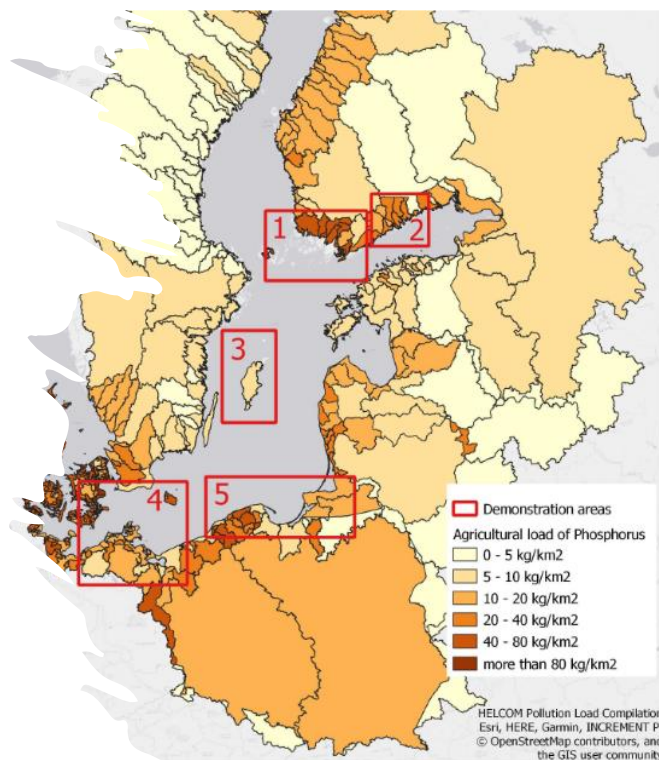 1
2
3
4
5
Demonstration areas
Agricultural load of Phosphorus
0 - 5 kg/km2
5 - 10 kg/km2
10 - 20 kg/km2
20 - 40 kg/km2
40 - 80 kg/km2
more than 80 kg/km2
HELCOM Pollution Load Compilation
Esri, HERE, Garmin, INCREMENT P
© OpenStreetMap contributors, and
the GIS user community